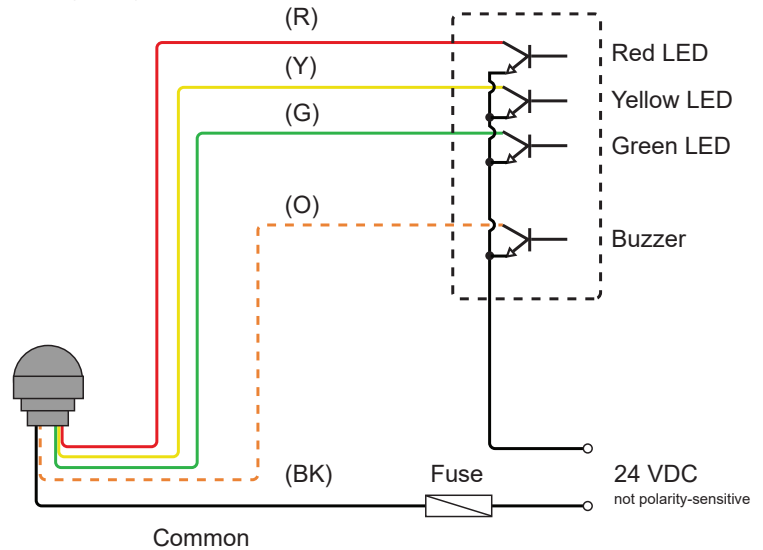 (R)
Red LED
(Y)
Yellow LED
(G)
Green LED
(O)
Buzzer
(BK)
Fuse
24 VDC
not polarity-sensitive
Common